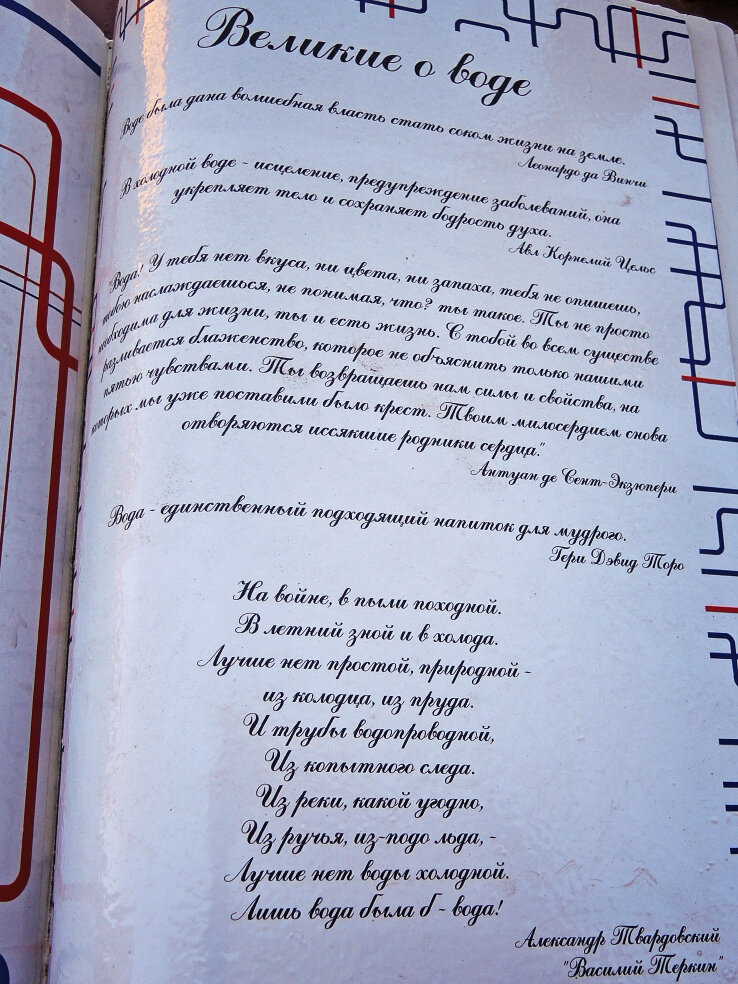 Великие о воде
Воде была дана волшебная власть стать соком жизни на земле.
Леонардо да Винчи
В холодной воде - исцеление, предупреждение заболеваний, она
укрепляет тело и сохраняет бодрость духа.
Авл Корнелий Цельс
"Вода! У тебя нет вкуса, ни цвета, ни запаха, тебя не опишешь,
тобою наслаждаешься, не понимая, что? ты такое. Ты не просто
необходима для жизни, ты и есть жизнь. С тобой во всем существе
разливается блаженство, которое не объяснить только нашими
пятью чувствами. Ты возвращаешь нам силы и свойства, на
которых мы уже поставили было крест. Твоим милосердием снова
отворяются иссякшие родники сердца."
Антуан де Сент-Экзюпери
Вода - единственный подходящий напиток для мудрого.
Гери Дэвид Торо
На войне, в пыли походной.
В летний зной и в холода.
Лучше нет простой, природной -
из колодца, из пруда.
И трубы водопроводной,
Из копытного следа.
Из реки, какой угодно,
Из ручья, из-подо льда, -
Лучше нет воды холодной.
Лишь вода была б - вода!
Александр Твардовский
"Василий Теркин"